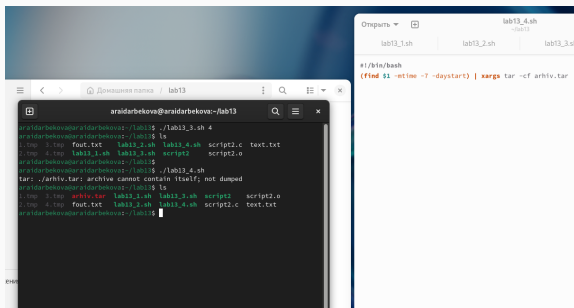 Открыть
lab13_4.sh
~/lab13
lab13_1.sh lab13_2.sh lab13_3.sh
#!/bin/bash
(find $1 -mtime -7 -daystart) | xargs tar -cf arhiv.tar
Домашняя папка / lab13
araidarbekova@araidarbekova:~/lab13
araidarbekova@araidarbekova:~/lab13$ ./lab13_3.sh 4
araidarbekova@araidarbekova:~/lab13$ ls
1.tmp 3.tmp fout.txt lab13_2.sh lab13_4.sh script2.c text.txt
2.tmp 4.tmp lab13_1.sh lab13_3.sh script2 script2.o
araidarbekova@araidarbekova:~/lab13$
araidarbekova@araidarbekova:~/lab13$ ./lab13_4.sh
tar: ./arhiv.tar: archive cannot contain itself; not dumped
araidarbekova@araidarbekova:~/lab13$ ls
1.tmp 3.tmp arhiv.tar lab13_1.sh lab13_3.sh script2 script2.o
2.tmp 4.tmp fout.txt lab13_2.sh lab13_4.sh script2.c text.txt
araidarbekova@araidarbekova:~/lab13$